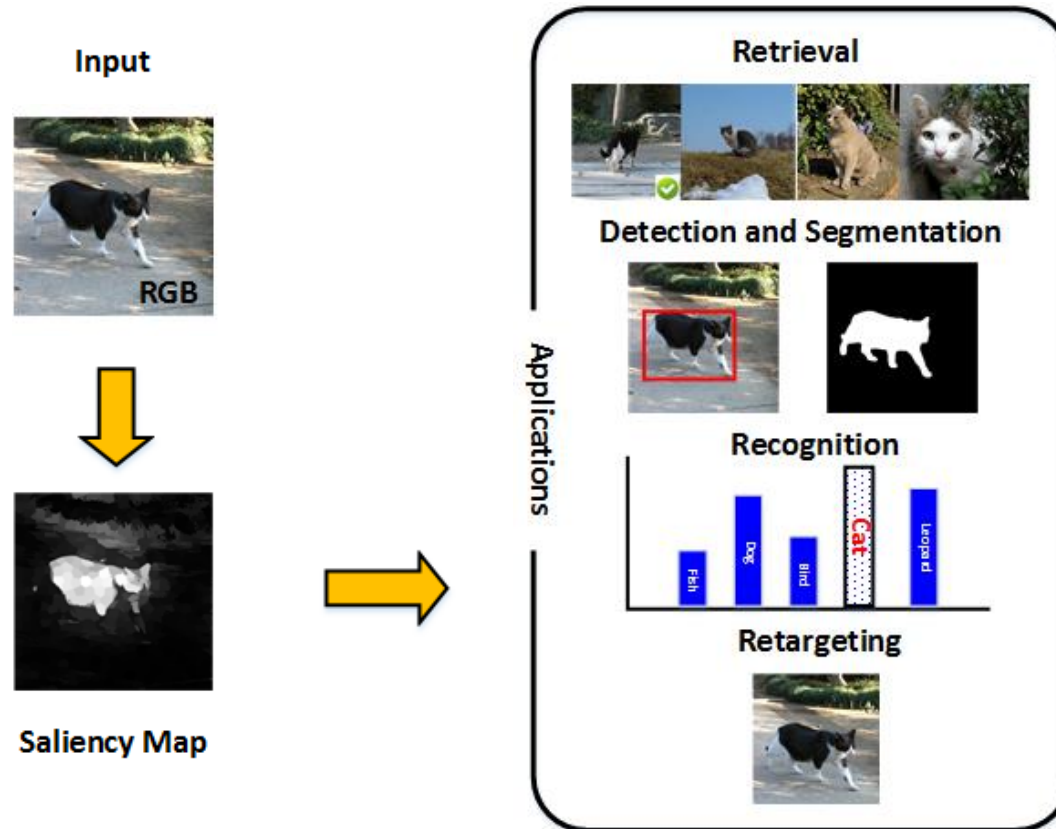 Input
RGB
Saliency Map
Applications
Retrieval
Detection and Segmentation
Recognition
Fish
Dog
Bird
Cat
Leopard
Retargeting